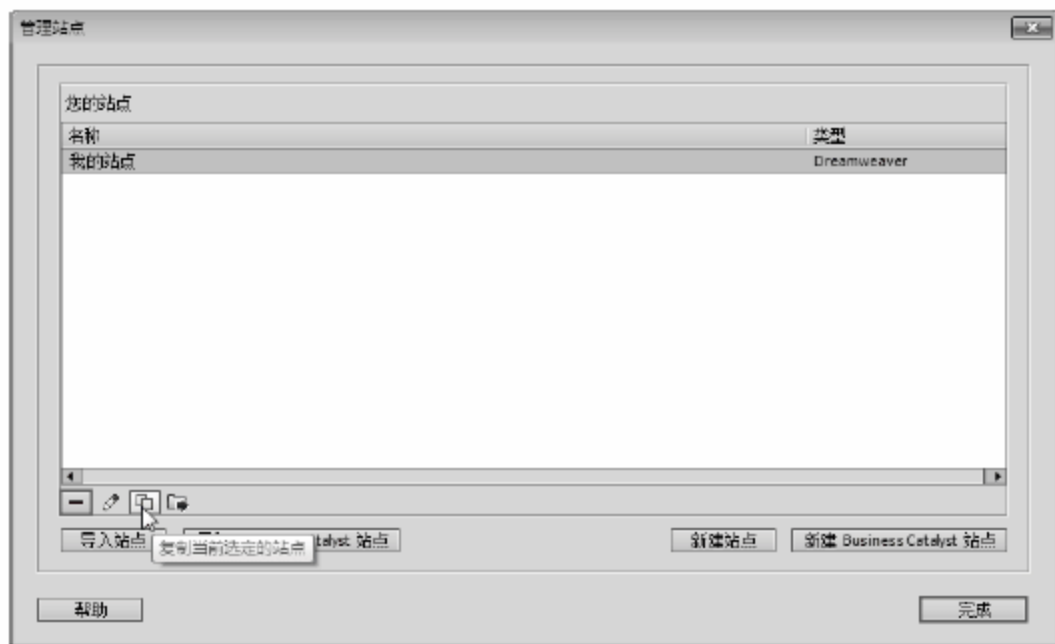 管理站点
您的站点
名称 类型
我的站点 Dreamweaver
导入站点 talyst 站点 新建站点 新建 Business Catalyst 站点
复制当前选定的站点
帮助 完成